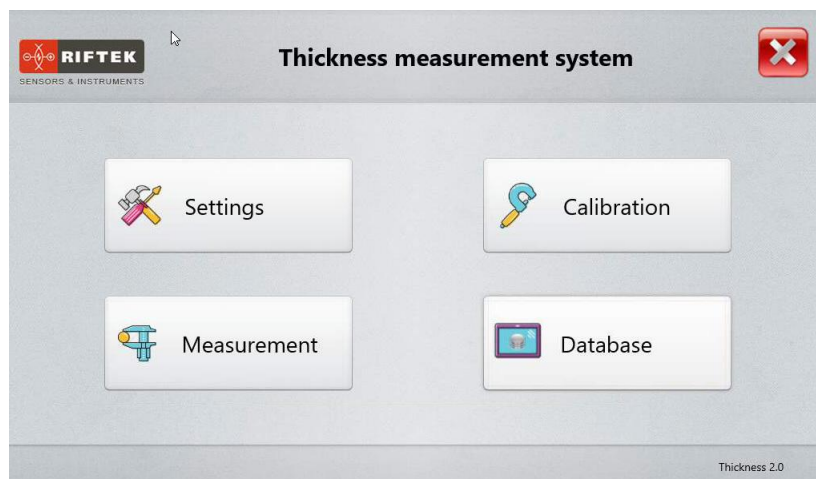 RIFTEK
SENSORS & INSTRUMENTS
Thickness measurement system
Settings
Calibration
Measurement
Database
Thickness 2.0